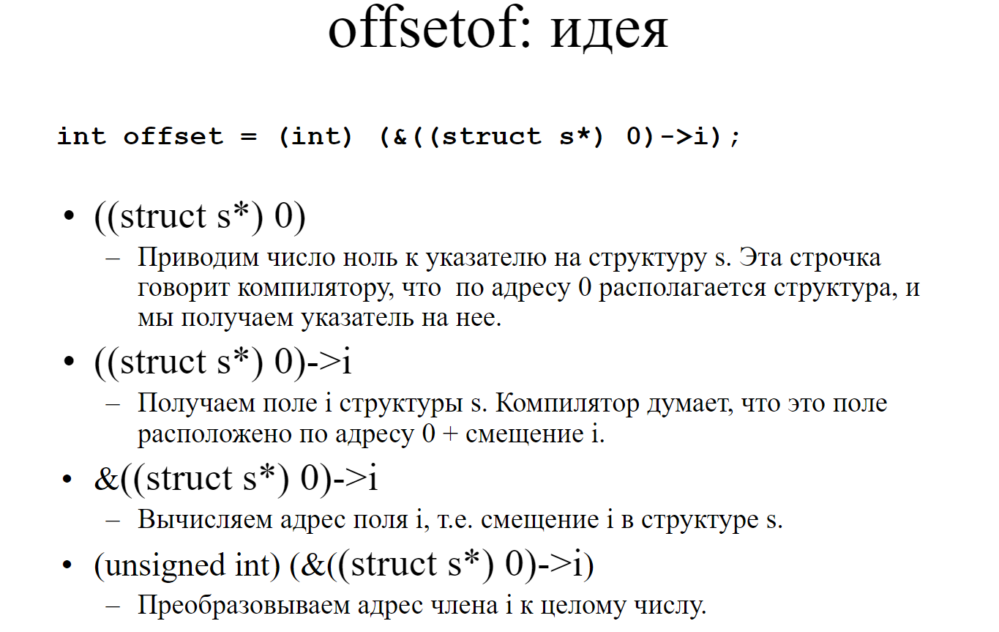 offsetof: идея
int offset = (int) (&((struct s*) 0)->i);
• ((struct s*) 0)
– Приводим число ноль к указателю на структуру s. Эта строчка
говорит компилятору, что  по адресу 0 располагается структура, и
мы получаем указатель на нее.
• ((struct s*) 0)->i
– Получаем поле i структуры s. Компилятор думает, что это поле
расположено по адресу 0 + смещение i.
• &((struct s*) 0)->i
– Вычисляем адрес поля i, т.е. смещение i в структуре s.
• (unsigned int) (&((struct s*) 0)->i)
– Преобразовываем адрес члена i к целому числу.